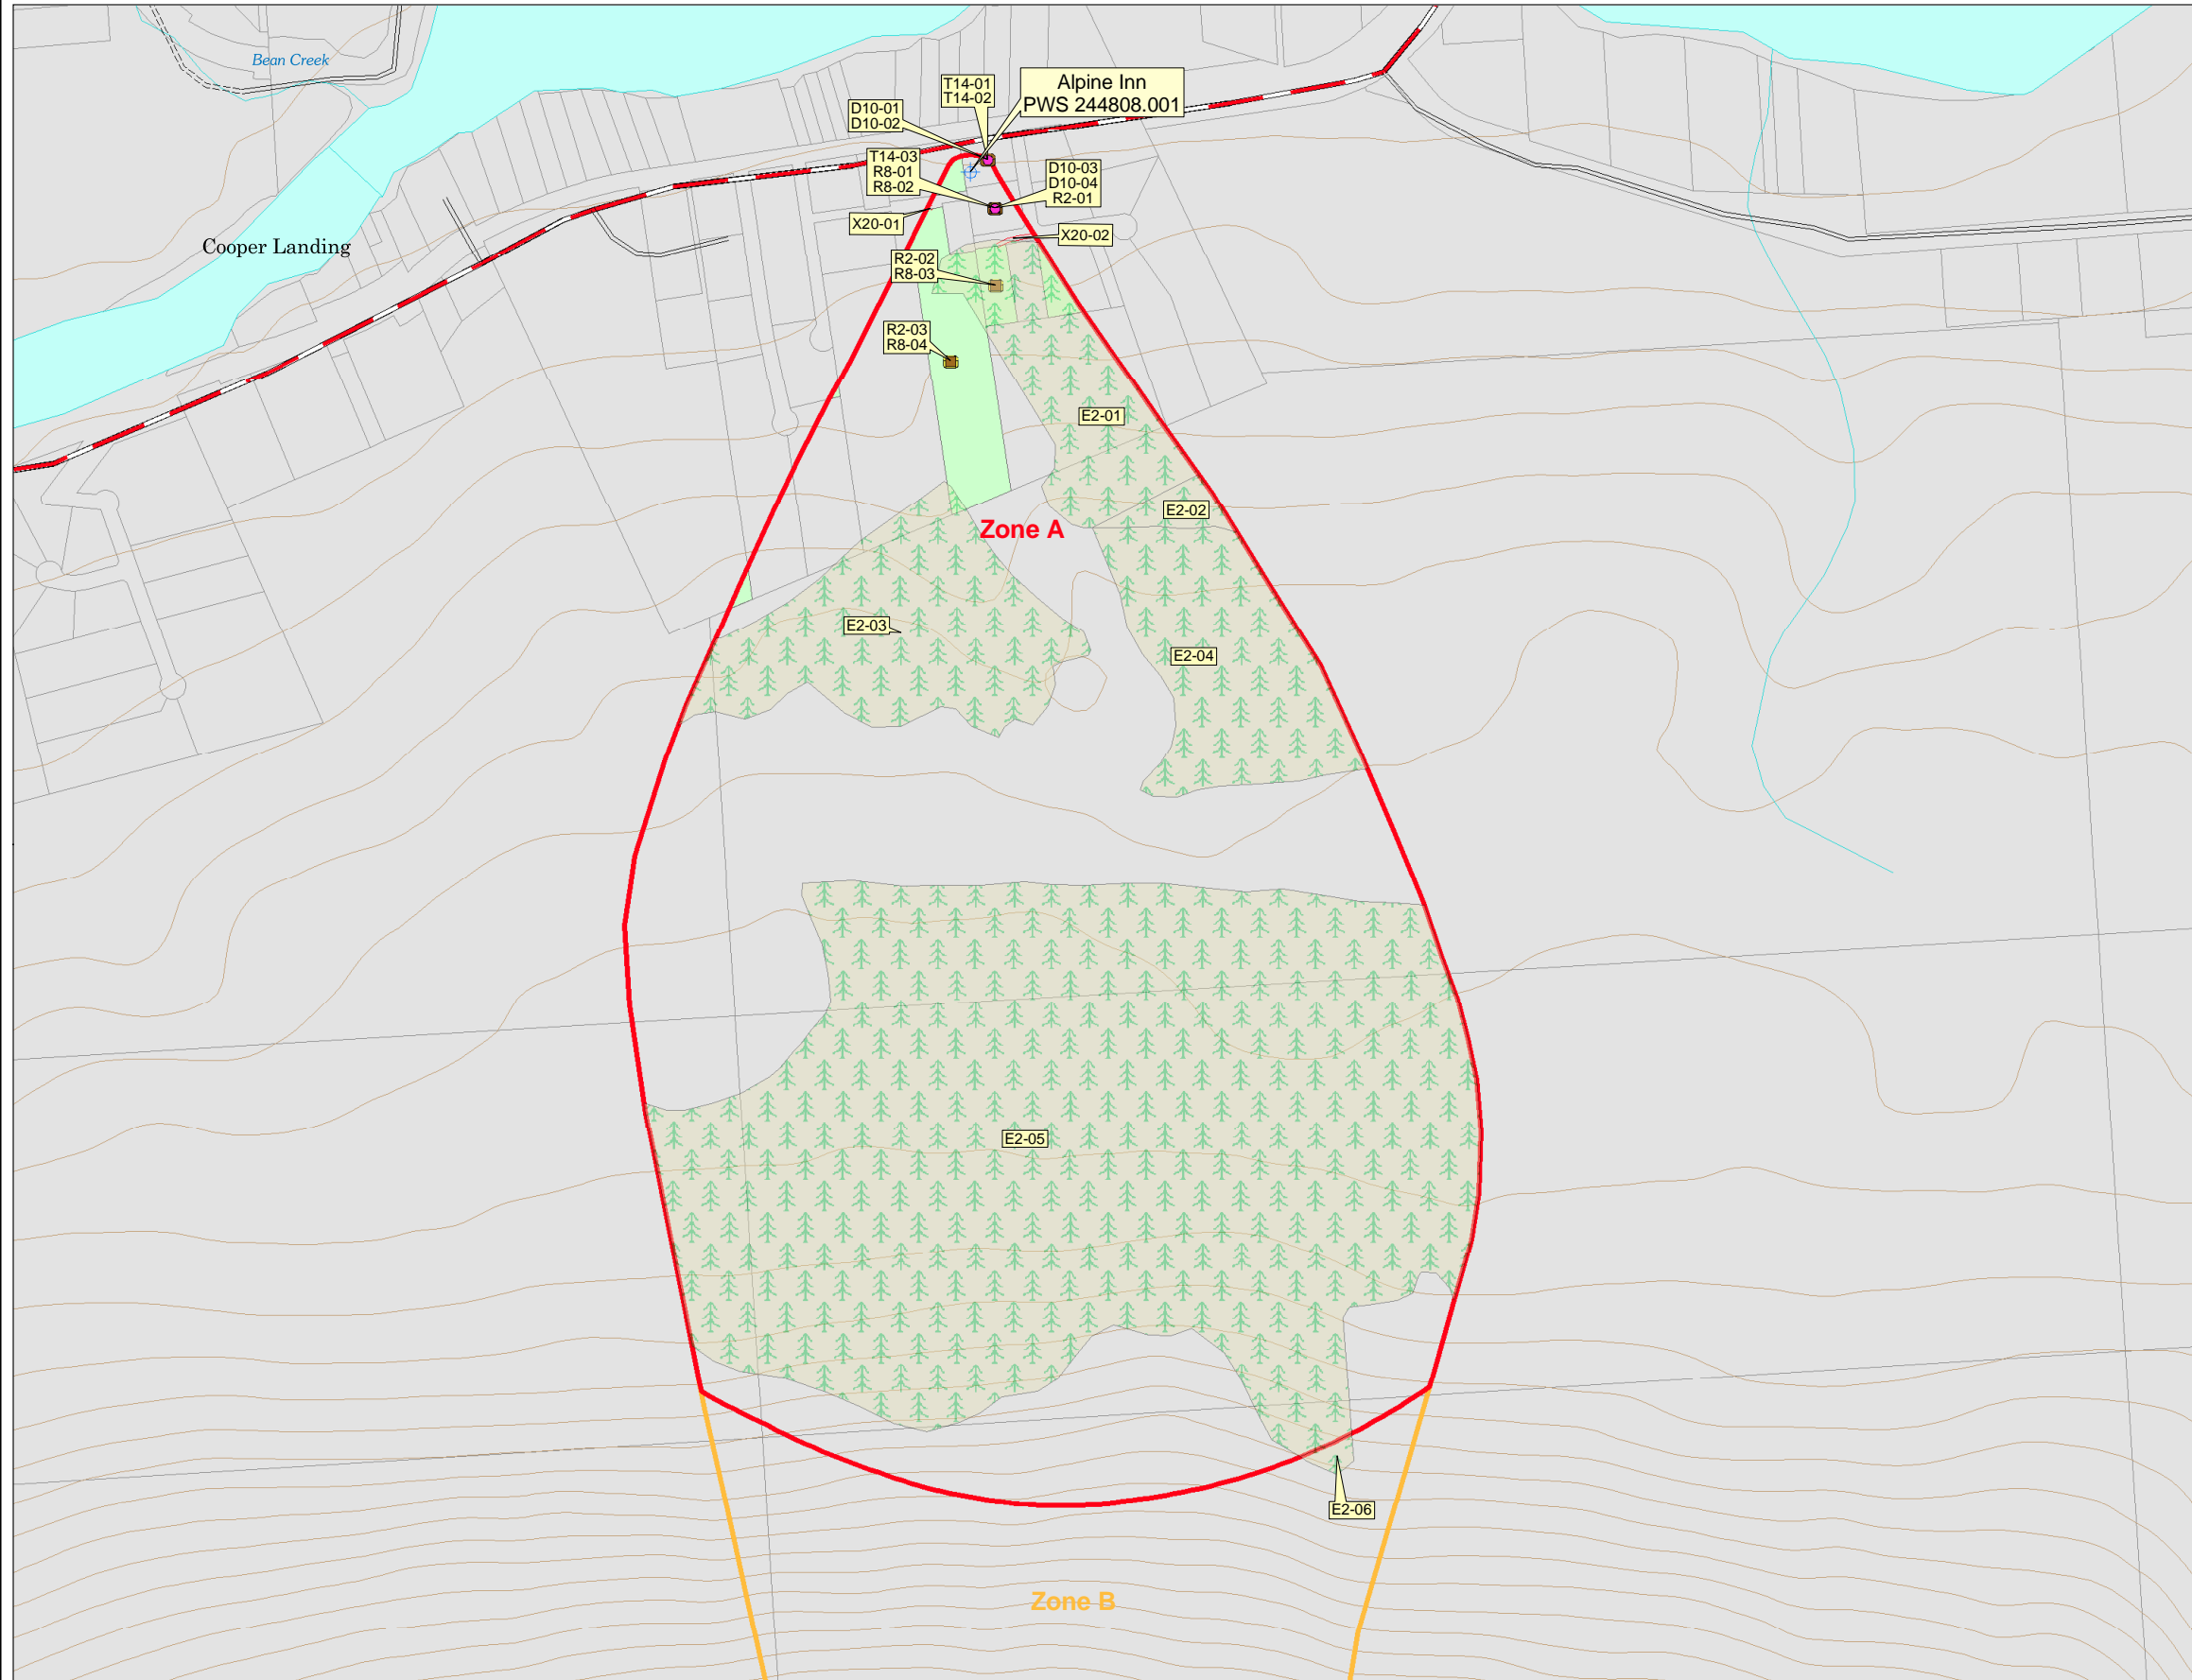 Bean Creek
T14-01
T14-02
Alpine Inn
PWS 244808.001
D10-01
D10-02
T14-03
R8-01
R8-02
D10-03
D10-04
R2-01
X20-01
X20-02
Cooper Landing
R2-02
R8-03
R2-03
R8-04
E2-01
E2-02
Zone A
E2-03
E2-04
E2-05
E2-06
Zone B